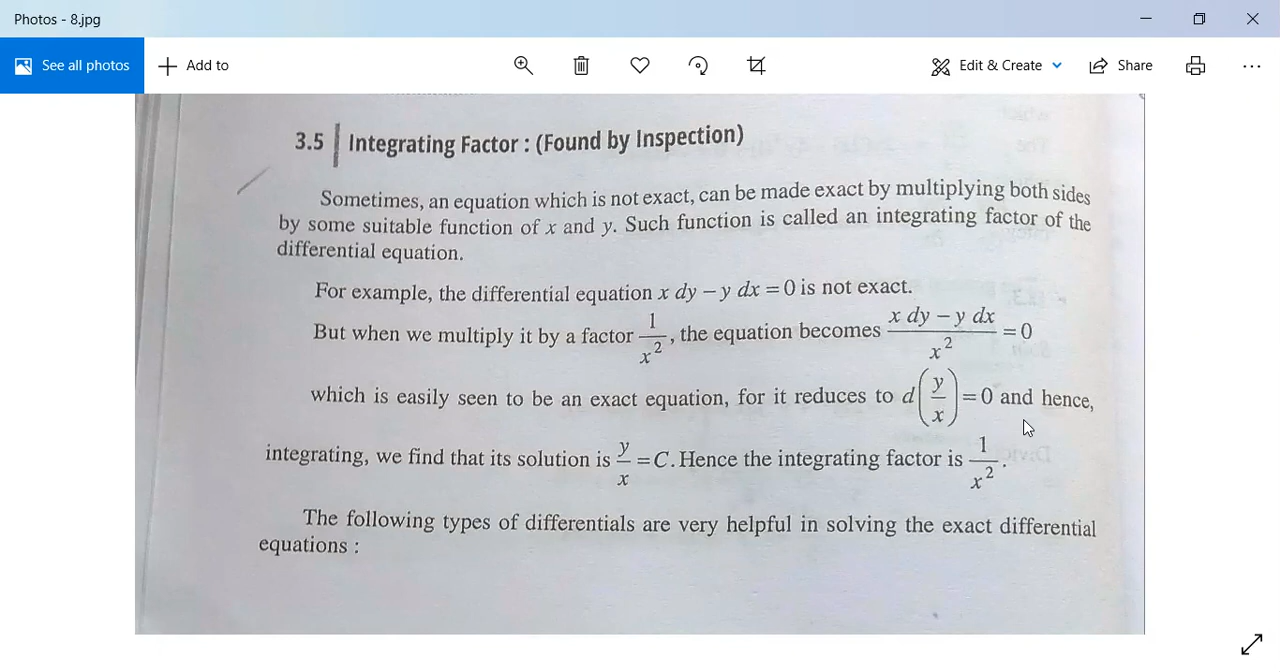 Photos - 8.jpg
See all photos
Add to
Edit & Create
Share
3.5 | Integrating Factor : (Found by Inspection)
Sometimes, an equation which is not exact, can be made exact by multiplying both sides
by some suitable function of x and y. Such function is called an integrating factor of the
differential equation.
For example, the differential equation x dy − y dx = 0 is not exact.
But when we multiply it by a factor 1/x², the equation becomes (x dy − y dx)/x² = 0
which is easily seen to be an exact equation, for it reduces to d(y/x) = 0 and hence,
integrating, we find that its solution is y/x = C. Hence the integrating factor is 1/x².
The following types of differentials are very helpful in solving the exact differential
equations :